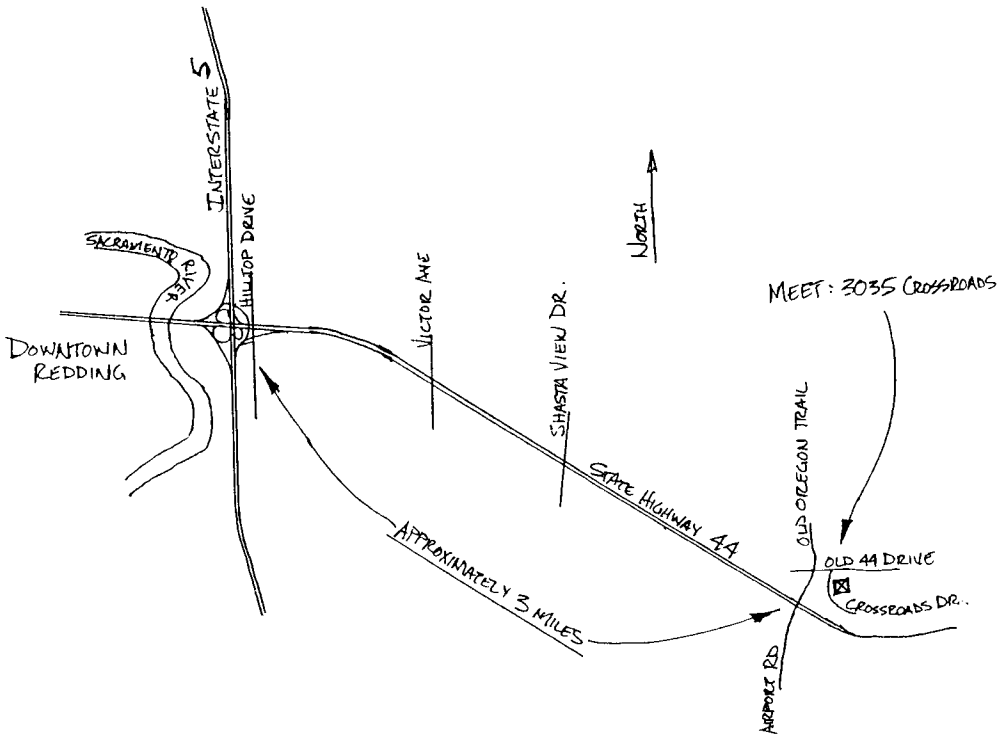 INTERSTATE 5
HILLTOP DRIVE
SACRAMENTO RIVER
DOWNTOWN
REDDING
VICTOR AVE
NORTH
SHASTA VIEW DR.
MEET: 3035 CROSSROADS
OLD OREGON TRAIL
STATE HIGHWAY 44
OLD 44 DRIVE
CROSSROADS DR.
APPROXIMATELY 3 MILES
AIRPORT RD